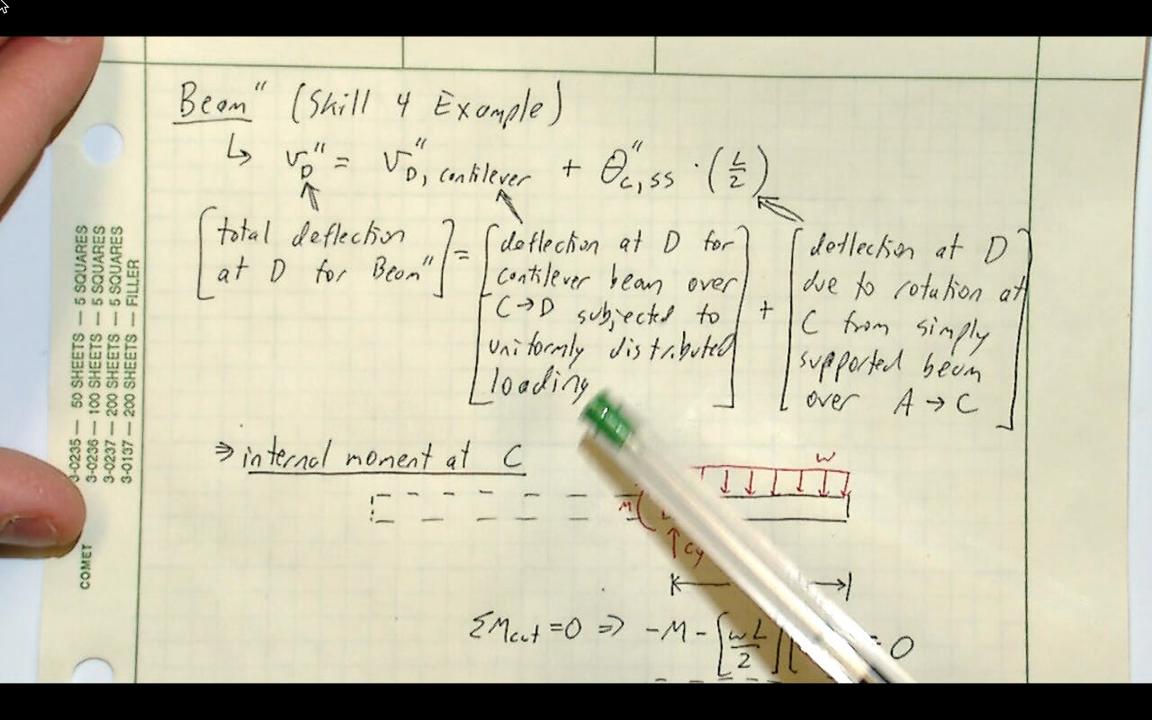 Beam" (Skill 4 Example)
↳ v_D" = v_D, cantilever" + θ_C,ss" · (L/2)
[total deflection at D for Beam"] = [deflection at D for cantilever beam over C→D subjected to uniformly distributed loading] + [deflection at D due to rotation at C from simply supported beam over A→C]
⇒ internal moment at C
w
M
Cy
ΣM_cut = 0 ⇒ -M - [wL/2][ = 0
3-0235 — 50 SHEETS — 5 SQUARES
3-0236 — 100 SHEETS — 5 SQUARES
3-0237 — 200 SHEETS — 5 SQUARES
3-0137 — 200 SHEETS — FILLER
COMET